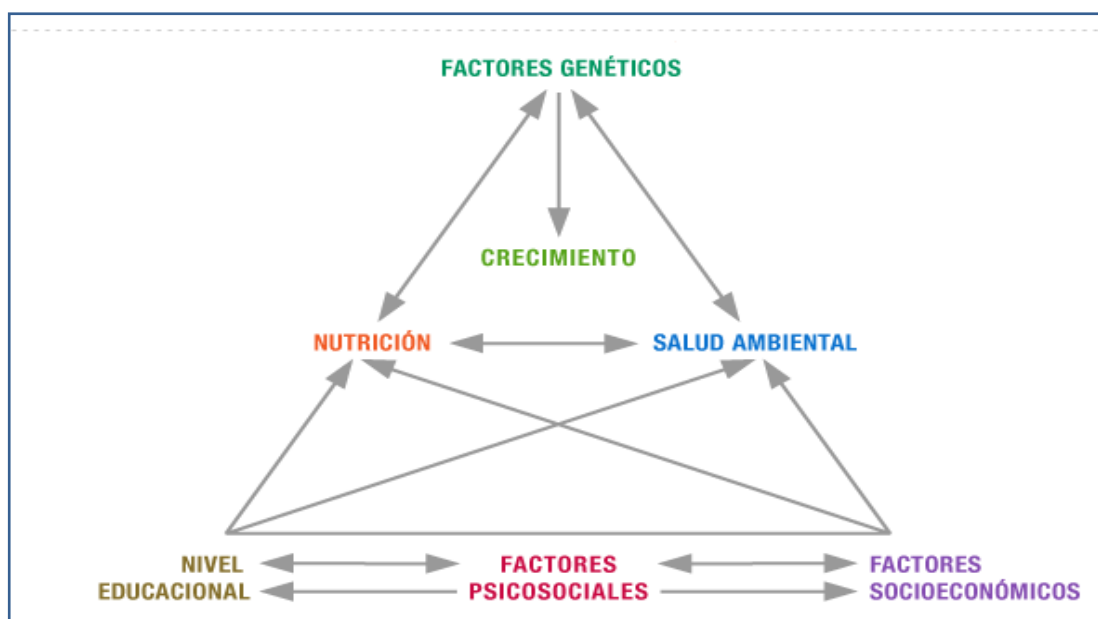 FACTORES GENÉTICOS
CRECIMIENTO
NUTRICIÓN
SALUD AMBIENTAL
NIVEL
EDUCACIONAL
FACTORES
PSICOSOCIALES
FACTORES
SOCIOECONÓMICOS